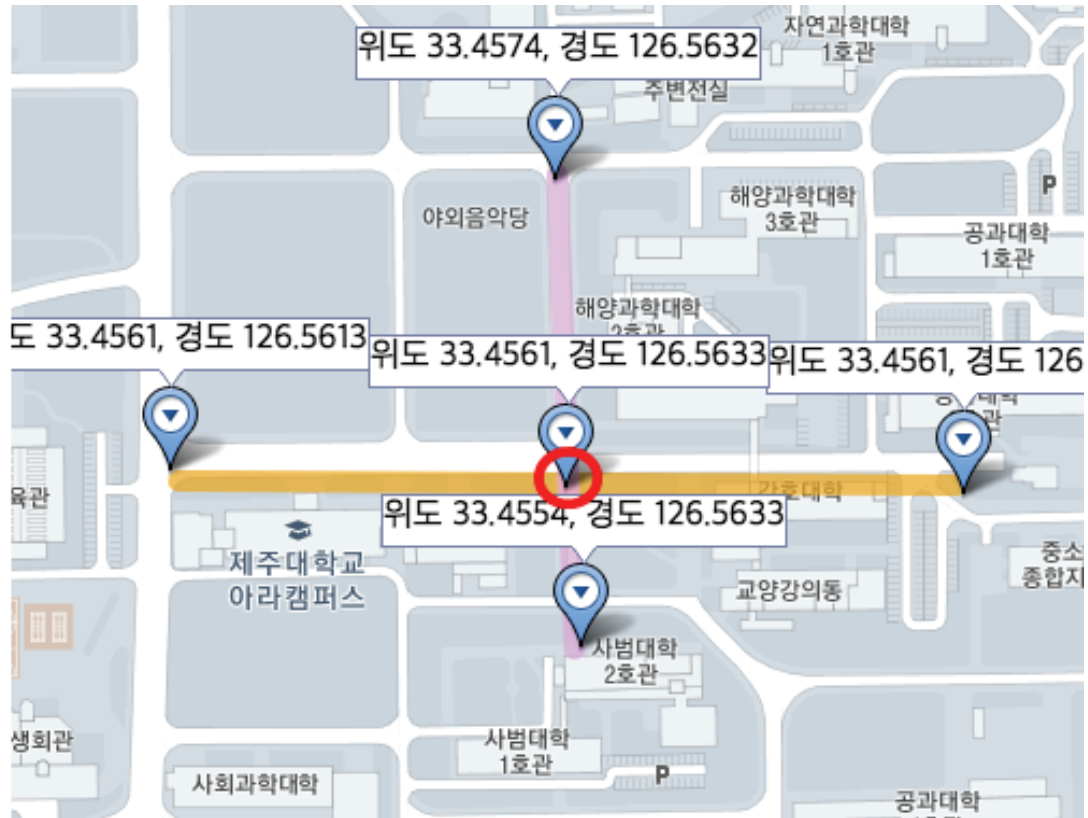 자연과학대학
1호관
위도 33.4574, 경도 126.5632
주변전실
해양과학대학
3호관
P
야외음악당
공과대학
1호관
해양과학대학
2호관
도 33.4561, 경도 126.5613
위도 33.4561, 경도 126.5633
위도 33.4561, 경도 126
육관
간호대학
위도 33.4554, 경도 126.5633
제주대학교
아라캠퍼스
중소
종합지
교양강의동
사범대학
2호관
생회관
사범대학
1호관
P
사회과학대학
공과대학